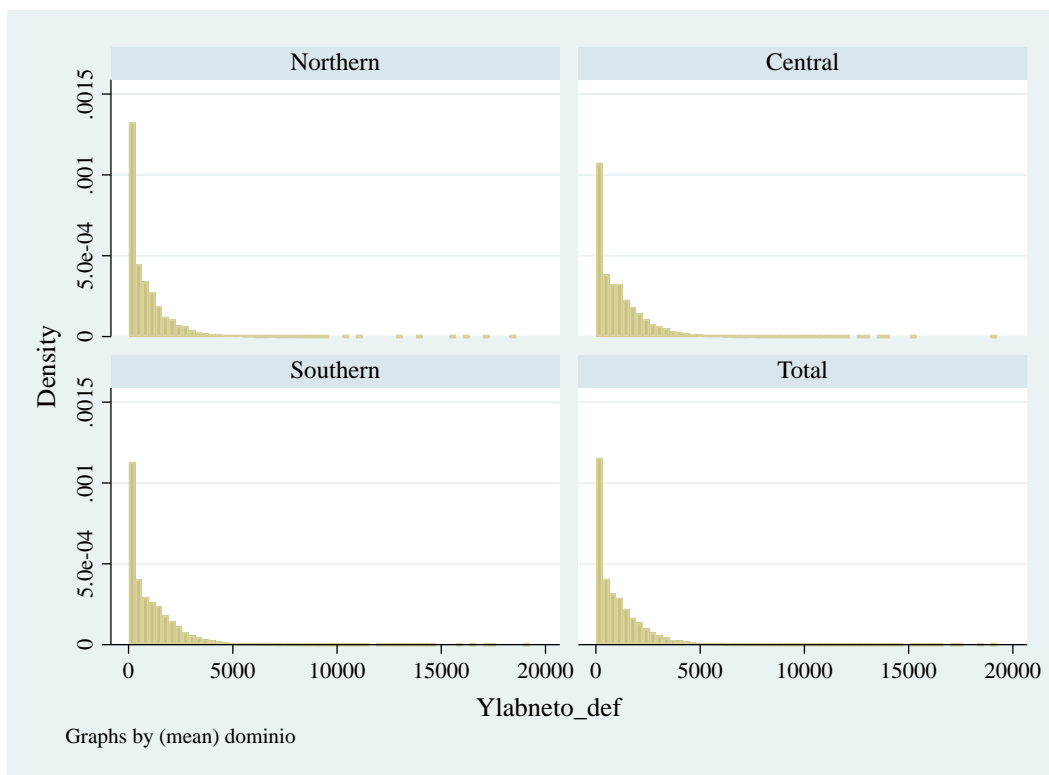 Northern
Central
.0015
.001
5.0e-04
0
Southern
Total
.0015
.001
5.0e-04
0
0 5000 10000 15000 20000
0 5000 10000 15000 20000
Density
Ylabneto_def
Graphs by (mean) dominio